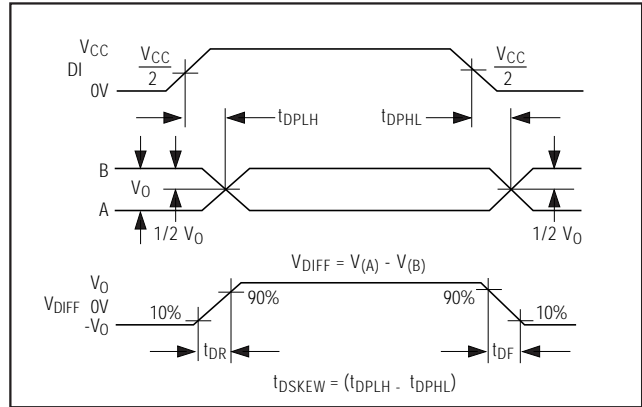 VCC
DI
0V
VCC
2
VCC
2
tDPLH
tDPHL
B
VO
A
1/2 VO
1/2 VO
VDIFF = V(A) - V(B)
VO
VDIFF 0V
-VO
10%
90%
90%
10%
tDR
tDF
tDSKEW = (tDPLH - tDPHL)